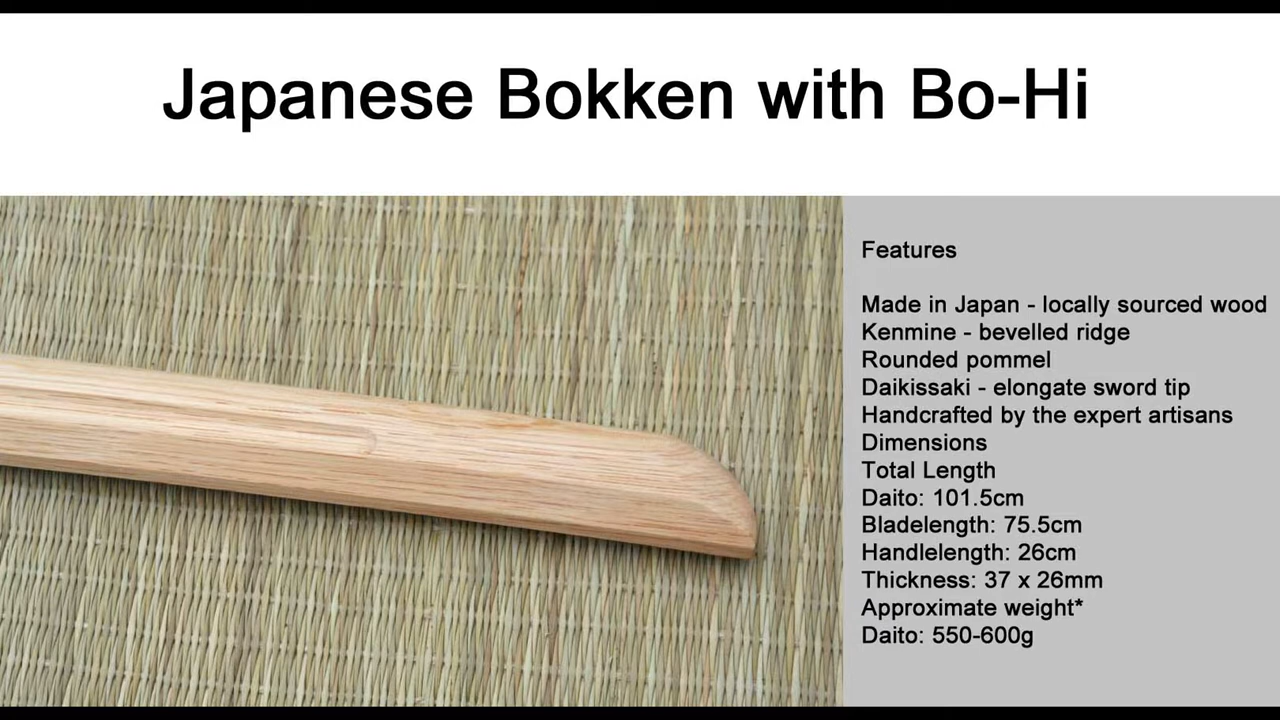 Japanese Bokken with Bo-Hi
Features
Made in Japan - locally sourced wood
Kenmine - bevelled ridge
Rounded pommel
Daikissaki - elongate sword tip
Handcrafted by the expert artisans
Dimensions
Total Length
Daito: 101.5cm
Bladelength: 75.5cm
Handlelength: 26cm
Thickness: 37 x 26mm
Approximate weight*
Daito: 550-600g